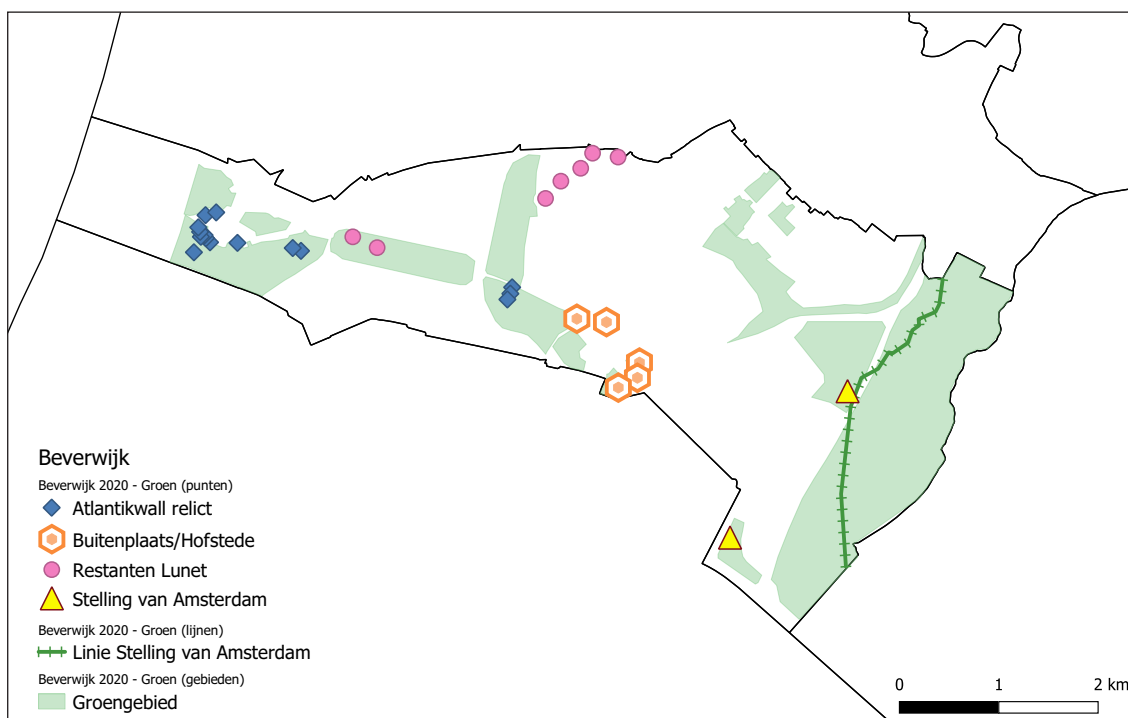 Beverwijk
Beverwijk 2020 - Groen (punten)
Atlantikwall relict
Buitenplaats/Hofstede
Restanten Lunet
Stelling van Amsterdam
Beverwijk 2020 - Groen (lijnen)
Linie Stelling van Amsterdam
Beverwijk 2020 - Groen (gebieden)
Groengebied
0 1 2 km